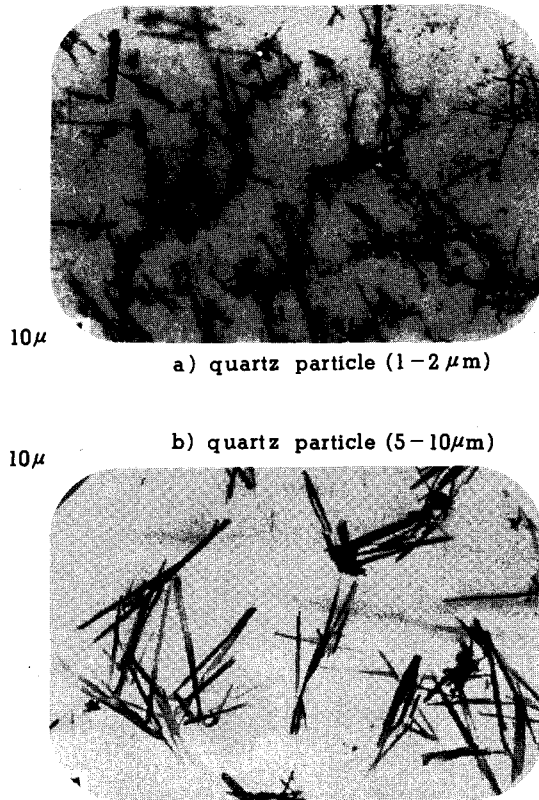 10μ
a) quartz particle (1-2 μm)
b) quartz particle (5-10μm)
10μ